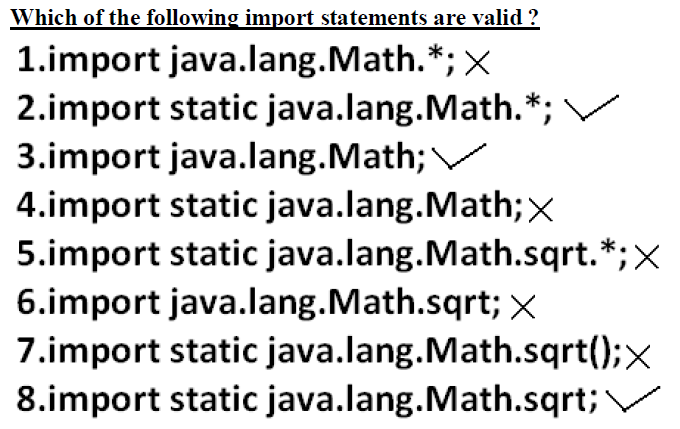 Which of the following import statements are valid ?
1.import java.lang.Math.*;
2.import static java.lang.Math.*;
3.import java.lang.Math;
4.import static java.lang.Math;
5.import static java.lang.Math.sqrt.*;
6.import java.lang.Math.sqrt;
7.import static java.lang.Math.sqrt();
8.import static java.lang.Math.sqrt;